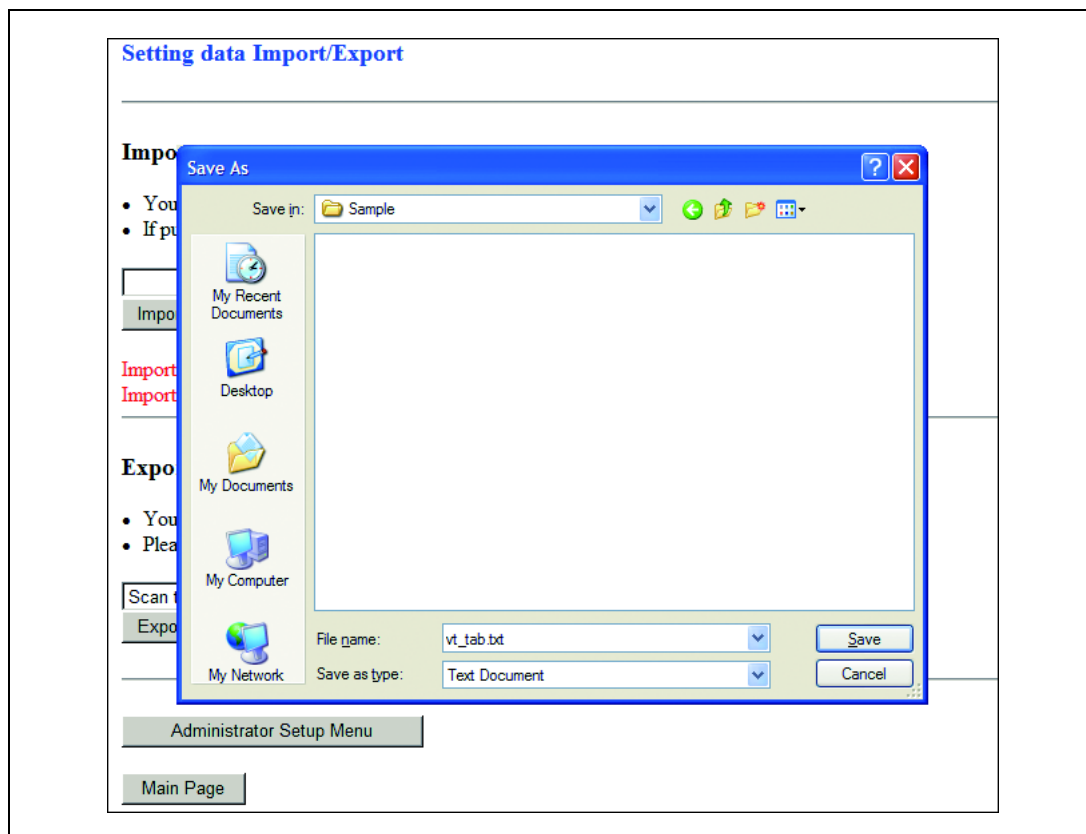 Setting data Import/Export
Impo
Save As
• You
• If pu
Save in:
Sample
My Recent
Documents
Impo
Import
Import
Desktop
Expo
My Documents
• You
• Plea
My Computer
Scan t
Expo
File name:
vt_tab.txt
Save
My Network
Save as type:
Text Document
Cancel
Administrator Setup Menu
Main Page